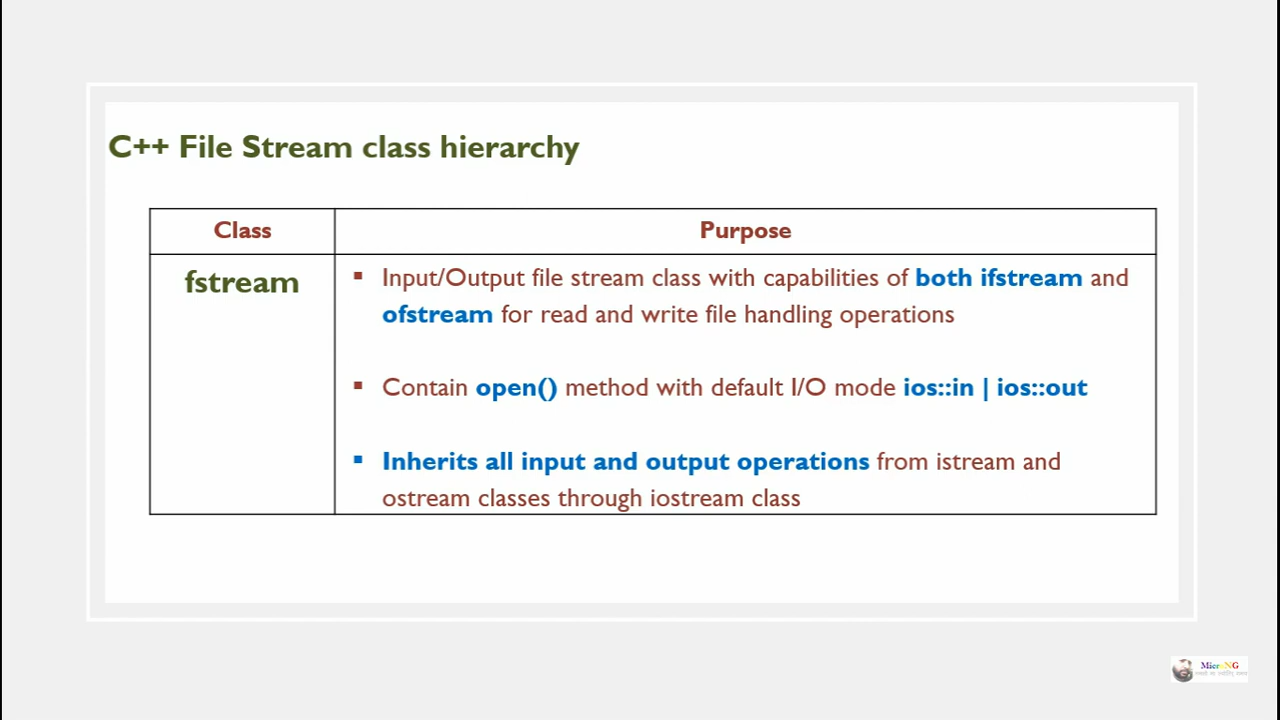 C++ File Stream class hierarchy
Class
Purpose
fstream
▪ Input/Output file stream class with capabilities of both ifstream and
ofstream for read and write file handling operations
▪ Contain open() method with default I/O mode ios::in | ios::out
▪ Inherits all input and output operations from istream and
ostream classes through iostream class
MicroNG